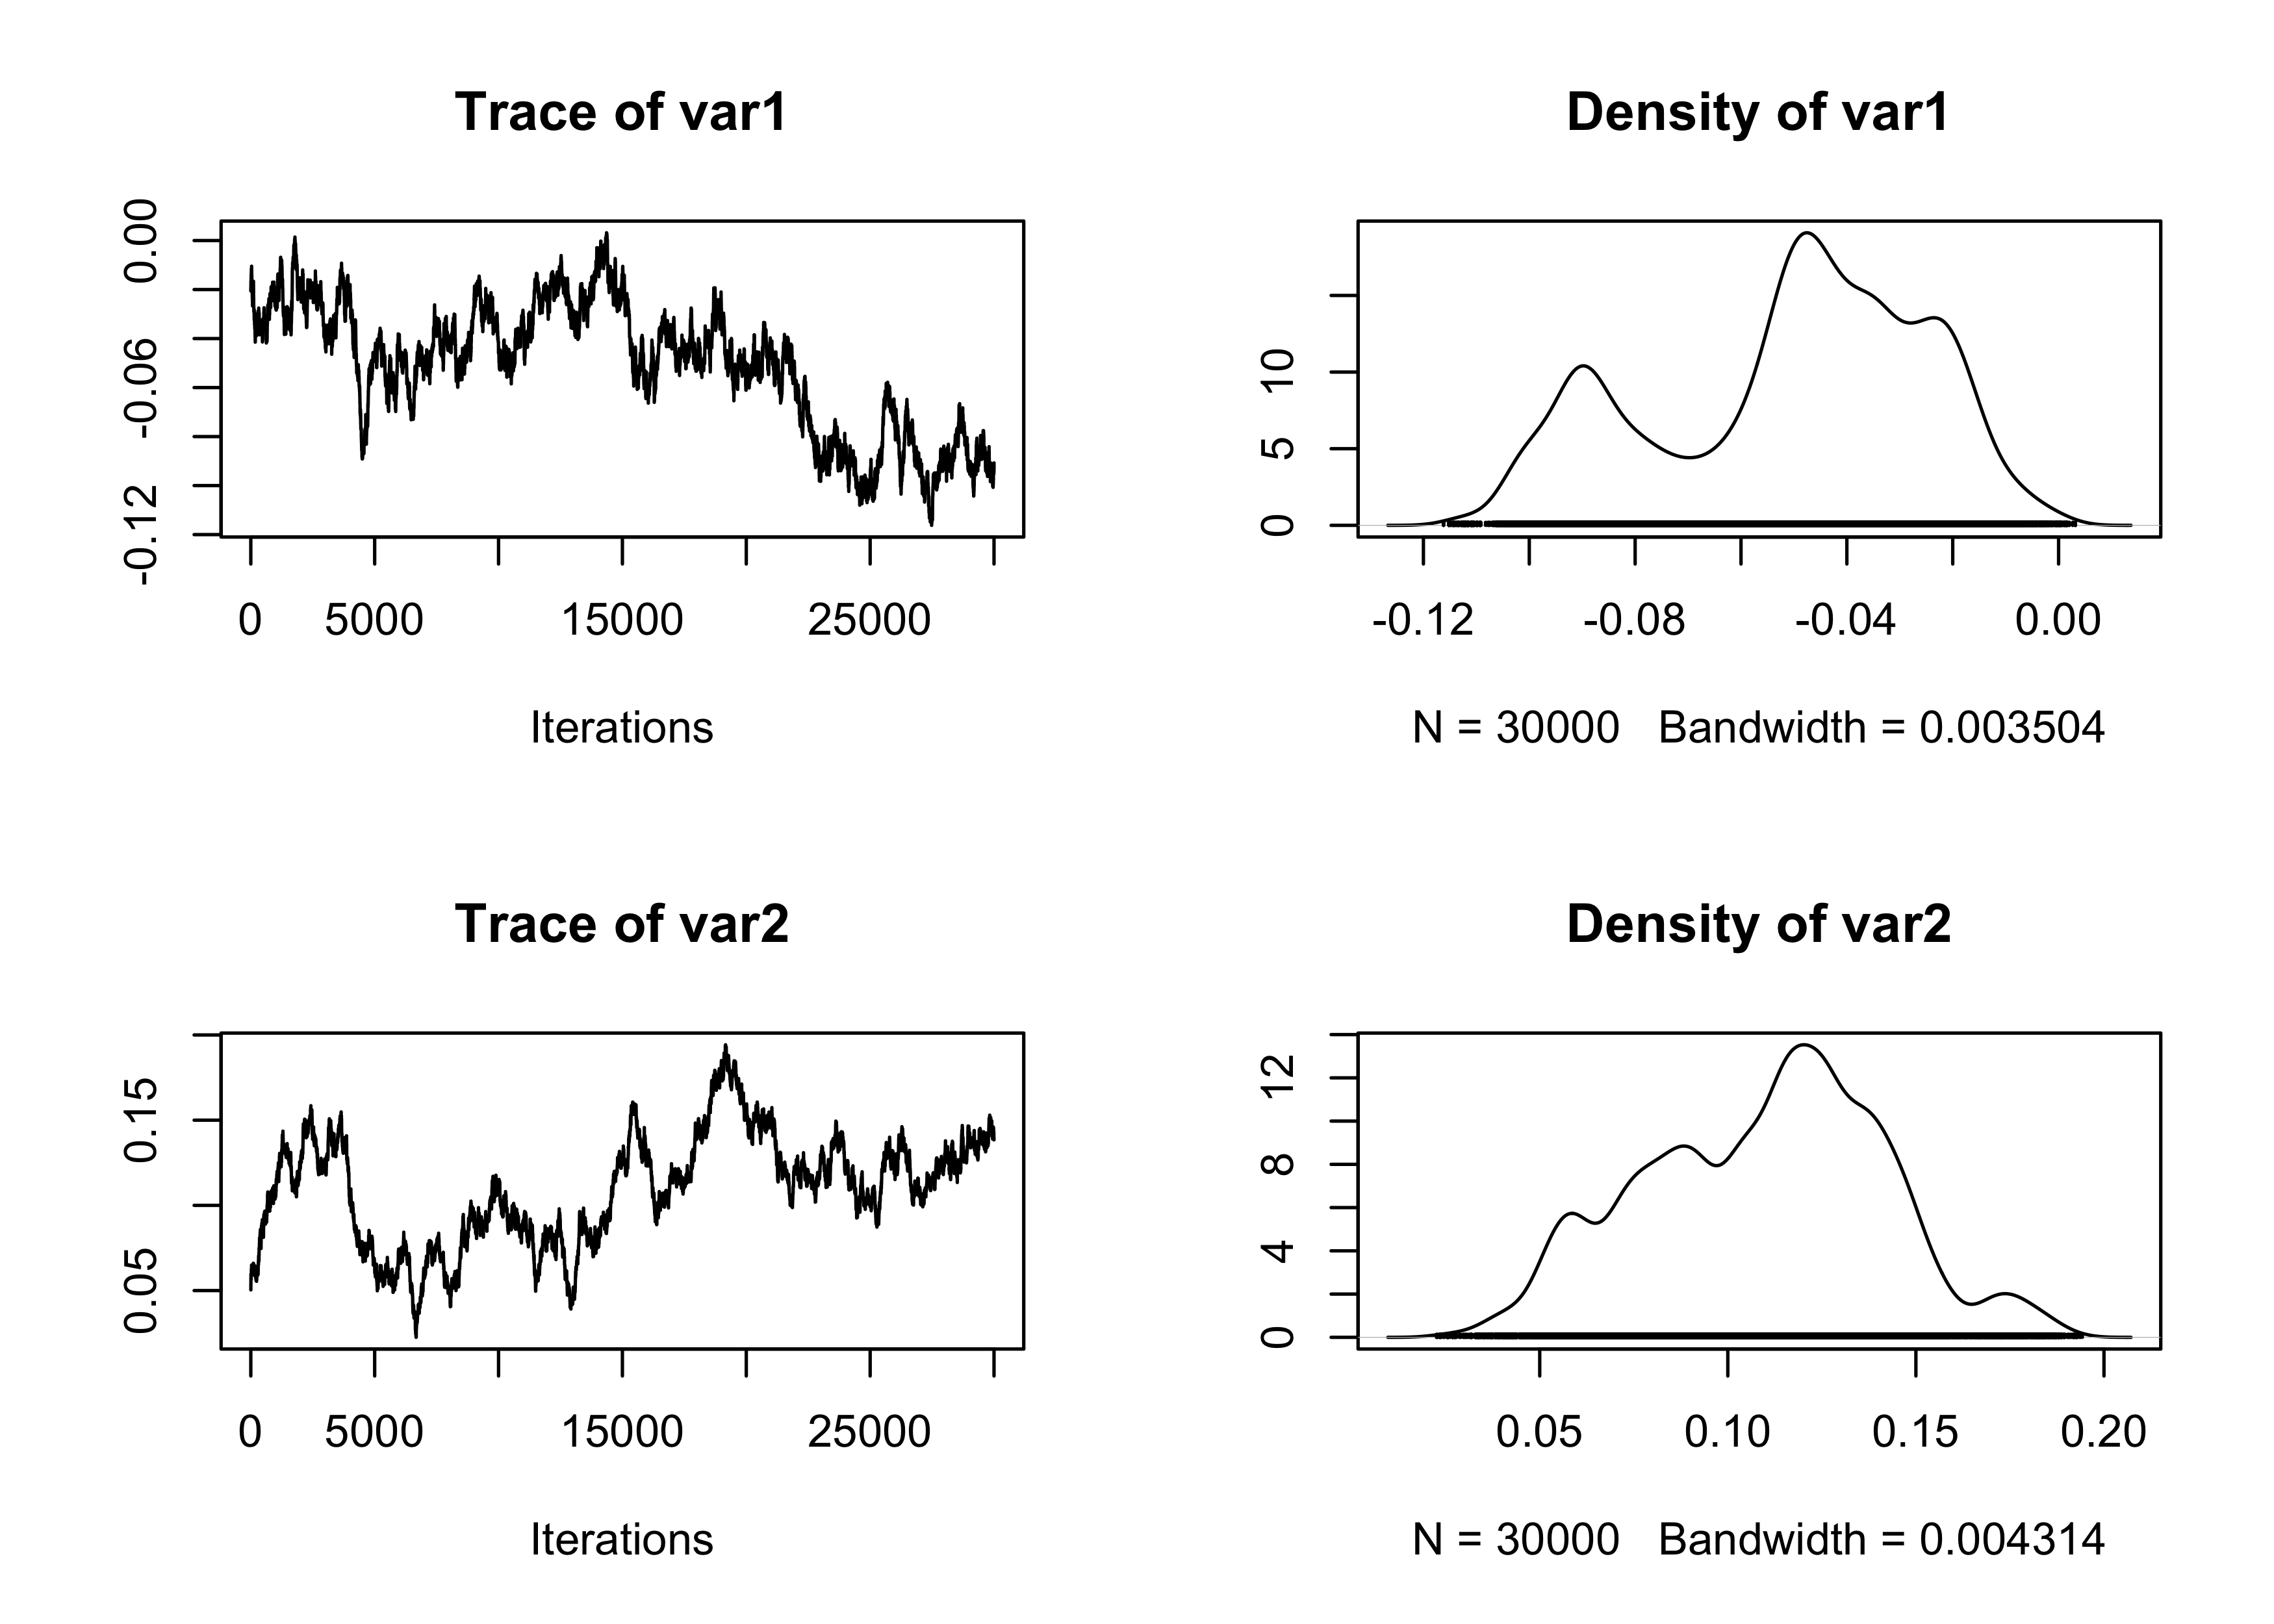 Trace of var1
0.00
-0.06
-0.12
0 5000 15000 25000
Iterations
Density of var1
10
5
0
-0.12 -0.08 -0.04 0.00
N = 30000 Bandwidth = 0.003504
Trace of var2
0.15
0.05
0 5000 15000 25000
Iterations
Density of var2
12
8
4
0
0.05 0.10 0.15 0.20
N = 30000 Bandwidth = 0.004314